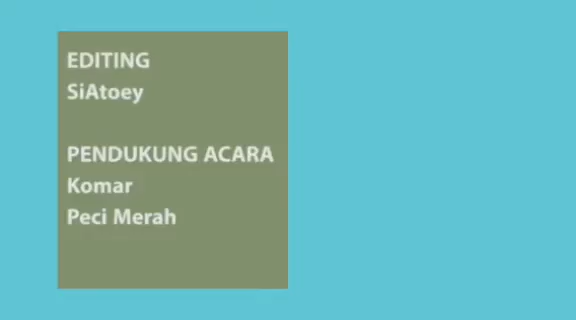 EDITING
SiAtoey
PENDUKUNG ACARA
Komar
Peci Merah